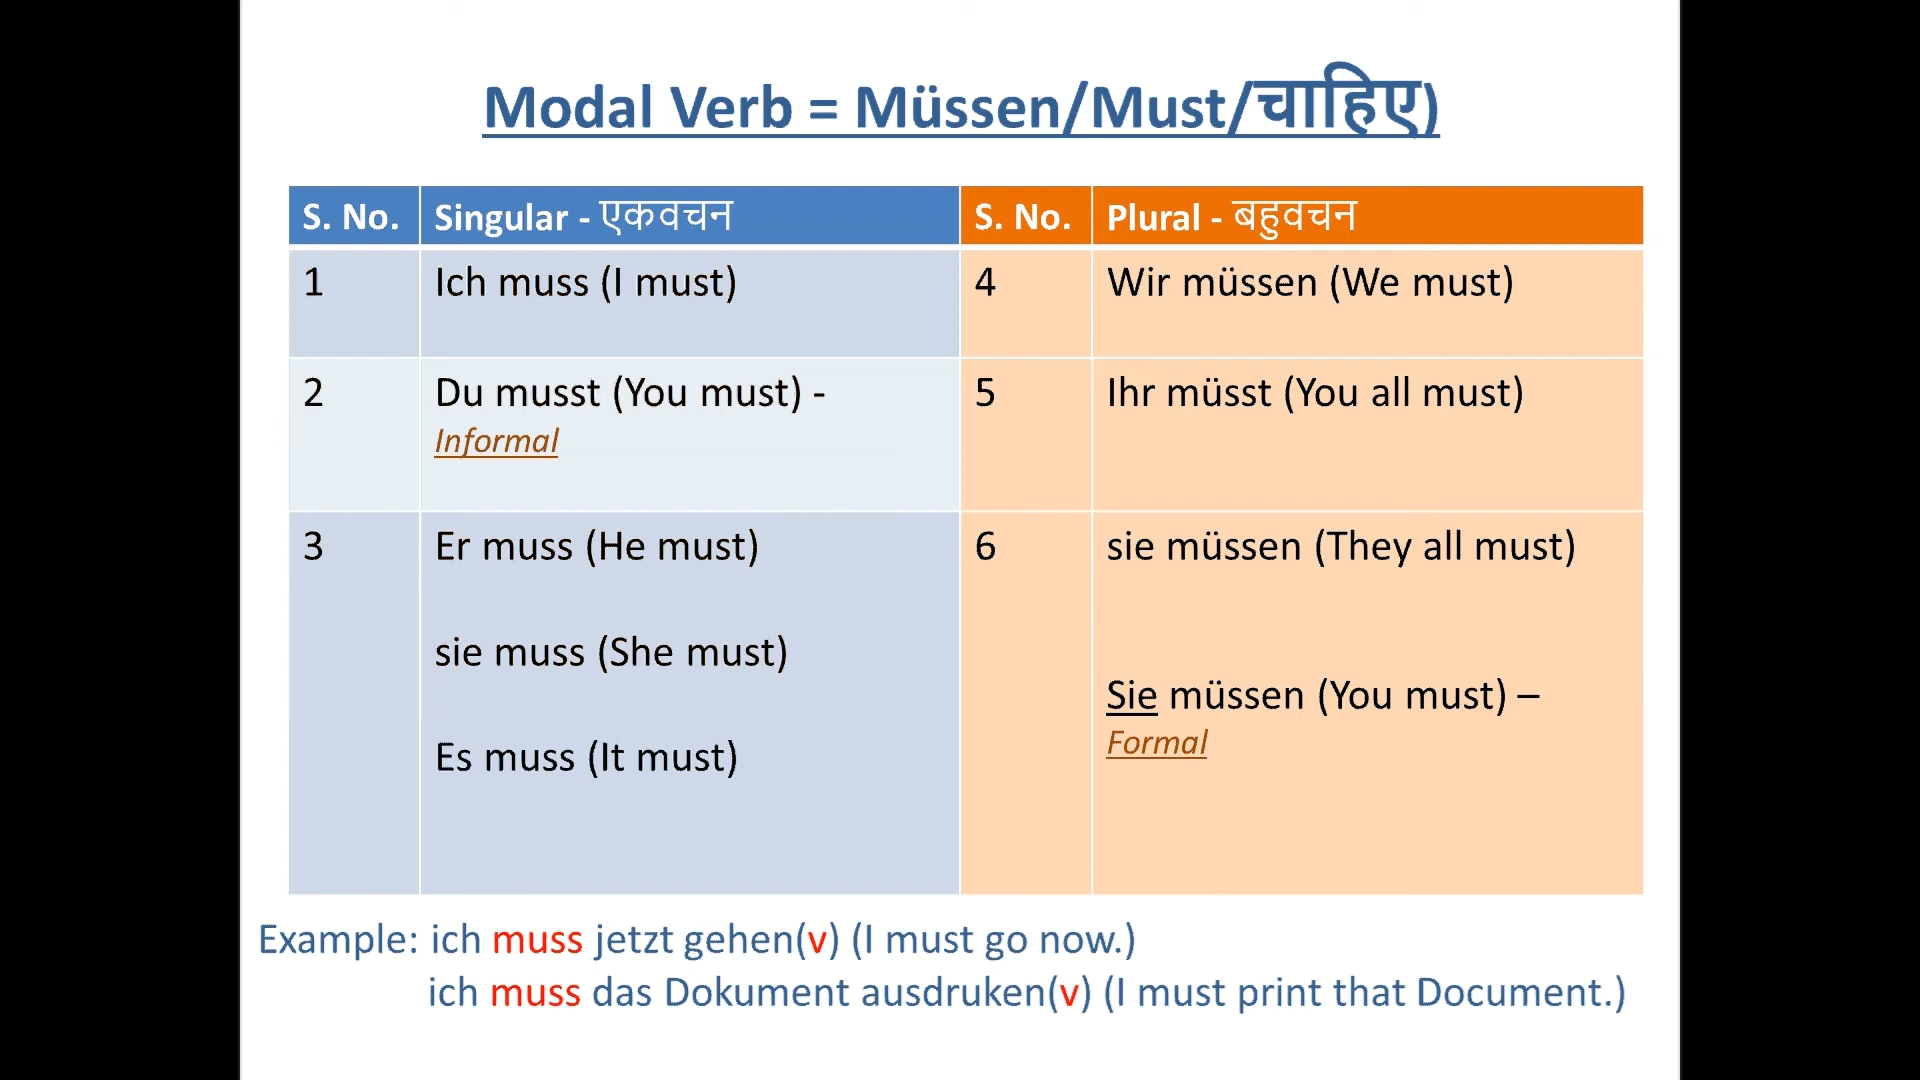 Modal Verb = Müssen/Must/चाहिए)
S. No. Singular - एकवचन S. No. Plural - बहुवचन
1 Ich muss (I must) 4 Wir müssen (We must)
2 Du musst (You must) - 5 Ihr müsst (You all must)
Informal
3 Er muss (He must) 6 sie müssen (They all must)
sie muss (She must)
Sie müssen (You must) –
Formal
Es muss (It must)
Example: ich muss jetzt gehen(v) (I must go now.)
ich muss das Dokument ausdruken(v) (I must print that Document.)